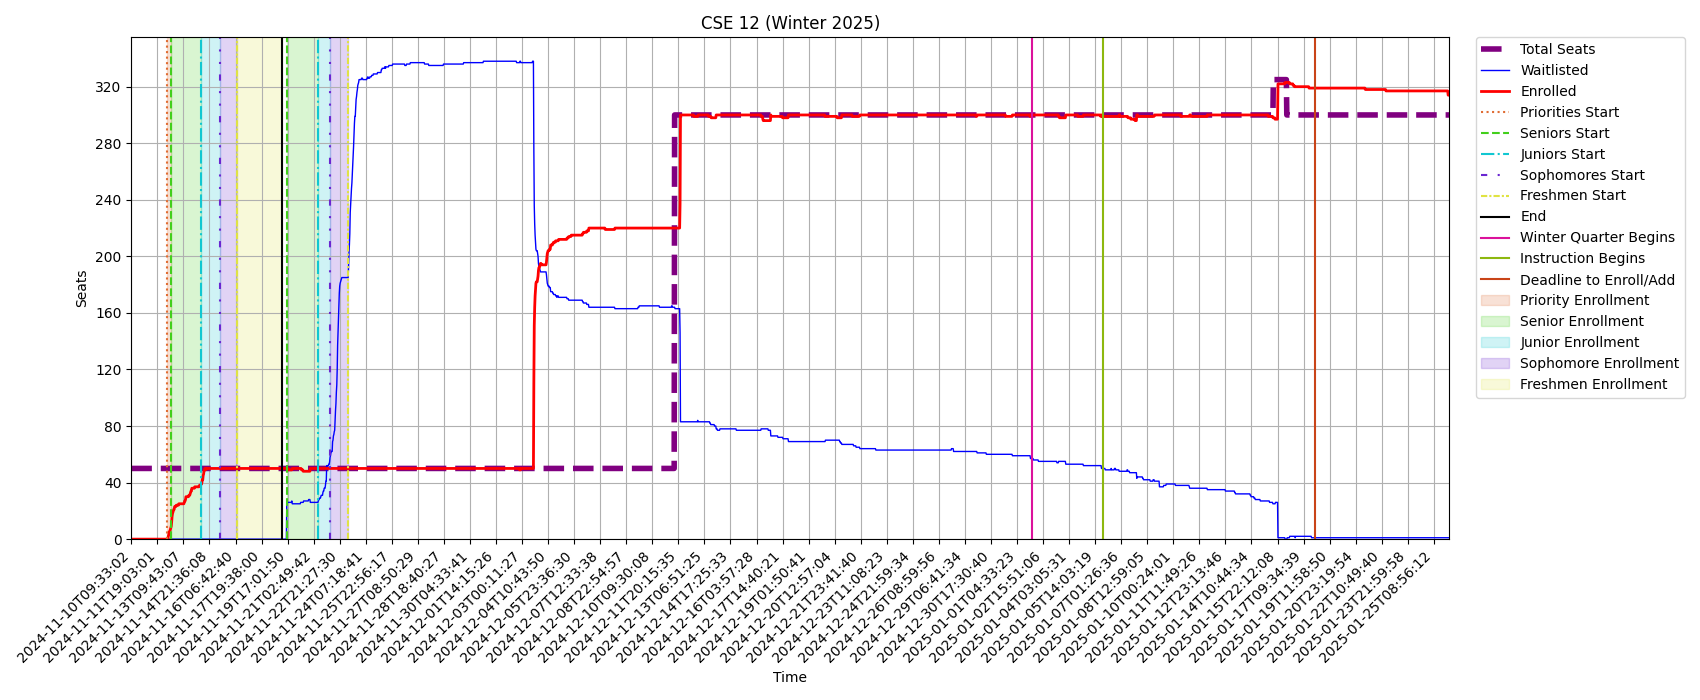 CSE 12 (Winter 2025)
Seats
320
280
240
200
160
120
80
40
0
2024-11-10T09:33:02
2024-11-11T19:03:01
2024-11-13T09:43:07
2024-11-14T21:36:08
2024-11-16T06:42:40
2024-11-17T19:38:00
2024-11-19T17:01:50
2024-11-21T02:49:42
2024-11-22T21:27:30
2024-11-24T07:18:41
2024-11-25T22:56:17
2024-11-27T08:50:29
2024-11-28T18:40:27
2024-11-30T04:33:41
2024-12-01T14:15:26
2024-12-03T00:11:27
2024-12-04T10:43:50
2024-12-05T23:36:30
2024-12-07T12:33:38
2024-12-08T22:54:57
2024-12-10T09:30:08
2024-12-11T20:15:35
2024-12-13T06:51:25
2024-12-14T17:25:33
2024-12-16T03:57:28
2024-12-17T14:40:21
2024-12-19T01:50:41
2024-12-20T12:57:04
2024-12-21T23:41:40
2024-12-23T11:08:23
2024-12-24T21:59:34
2024-12-26T08:59:56
2024-12-29T06:41:34
2024-12-30T17:30:40
2025-01-01T04:33:23
2025-01-02T15:51:06
2025-01-04T03:05:31
2025-01-05T14:03:19
2025-01-07T01:26:36
2025-01-08T12:59:05
2025-01-10T00:24:01
2025-01-11T11:49:26
2025-01-12T23:13:46
2025-01-14T10:44:34
2025-01-15T22:12:08
2025-01-17T09:34:39
2025-01-19T11:58:50
2025-01-20T23:19:54
2025-01-22T10:49:40
2025-01-23T21:59:58
2025-01-25T08:56:12
Time
Total Seats
Waitlisted
Enrolled
Priorities Start
Seniors Start
Juniors Start
Sophomores Start
Freshmen Start
End
Winter Quarter Begins
Instruction Begins
Deadline to Enroll/Add
Priority Enrollment
Senior Enrollment
Junior Enrollment
Sophomore Enrollment
Freshmen Enrollment